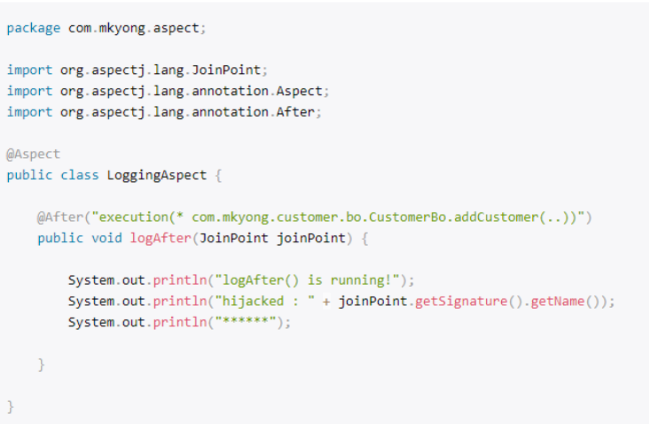 package com.mkyong.aspect;
import org.aspectj.lang.JoinPoint;
import org.aspectj.lang.annotation.Aspect;
import org.aspectj.lang.annotation.After;
@Aspect
public class LoggingAspect {
@After("execution(* com.mkyong.customer.bo.CustomerBo.addCustomer(..))")
public void logAfter(JoinPoint joinPoint) {
System.out.println("logAfter() is running!");
System.out.println("hijacked : " + joinPoint.getSignature().getName());
System.out.println("******");
}
}